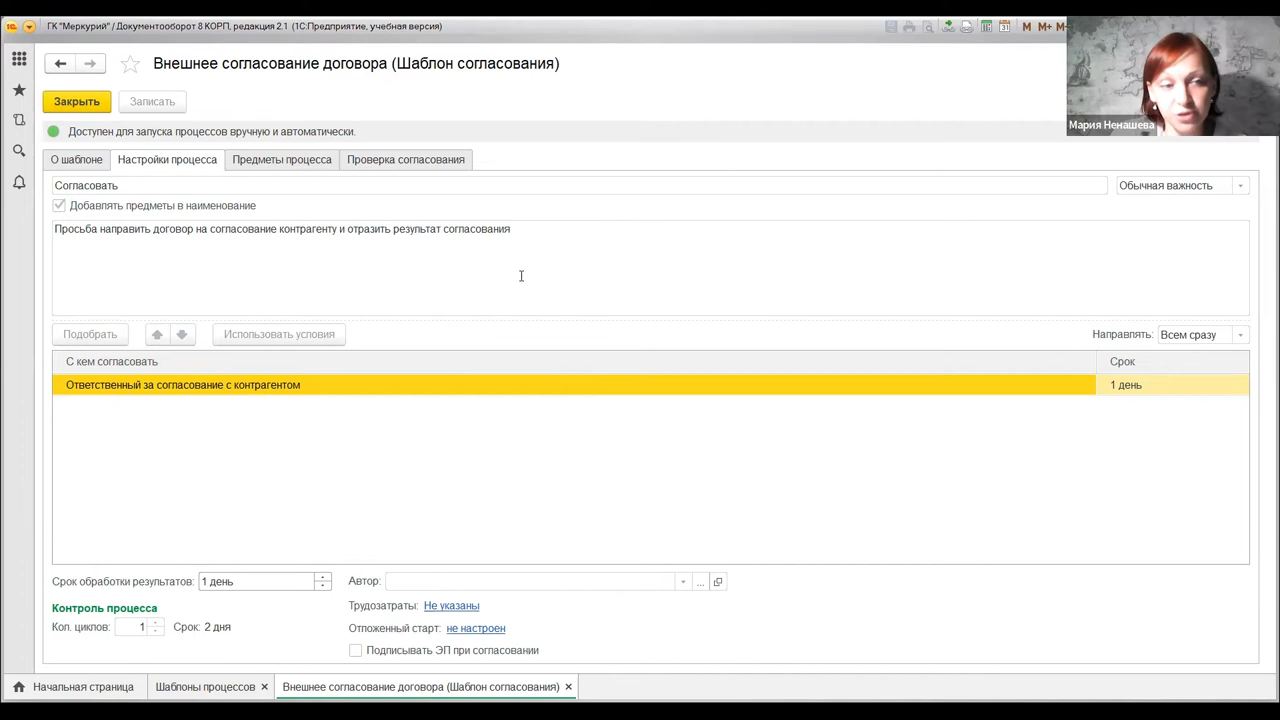 ГК "Меркурий" / Документооборот 8 КОРП, редакция 2.1 (1С:Предприятие, учебная версия)
M M+ M-
Внешнее согласование договора (Шаблон согласования)
Закрыть Записать
Доступен для запуска процессов вручную и автоматически.
О шаблоне Настройки процесса Предметы процесса Проверка согласования
Мария Ненашева
Согласовать Обычная важность
Добавлять предметы в наименование
Просьба направить договор на согласование контрагенту и отразить результат согласования
Подобрать Использовать условия Направлять: Всем сразу
С кем согласовать Срок
Ответственный за согласование с контрагентом 1 день
Срок обработки результатов: 1 день Автор: ...
Контроль процесса Трудозатраты: Не указаны
Кол. циклов: 1 Срок: 2 дня Отложенный старт: не настроен
Подписывать ЭП при согласовании
Начальная страница Шаблоны процессов Внешнее согласование договора (Шаблон согласования)